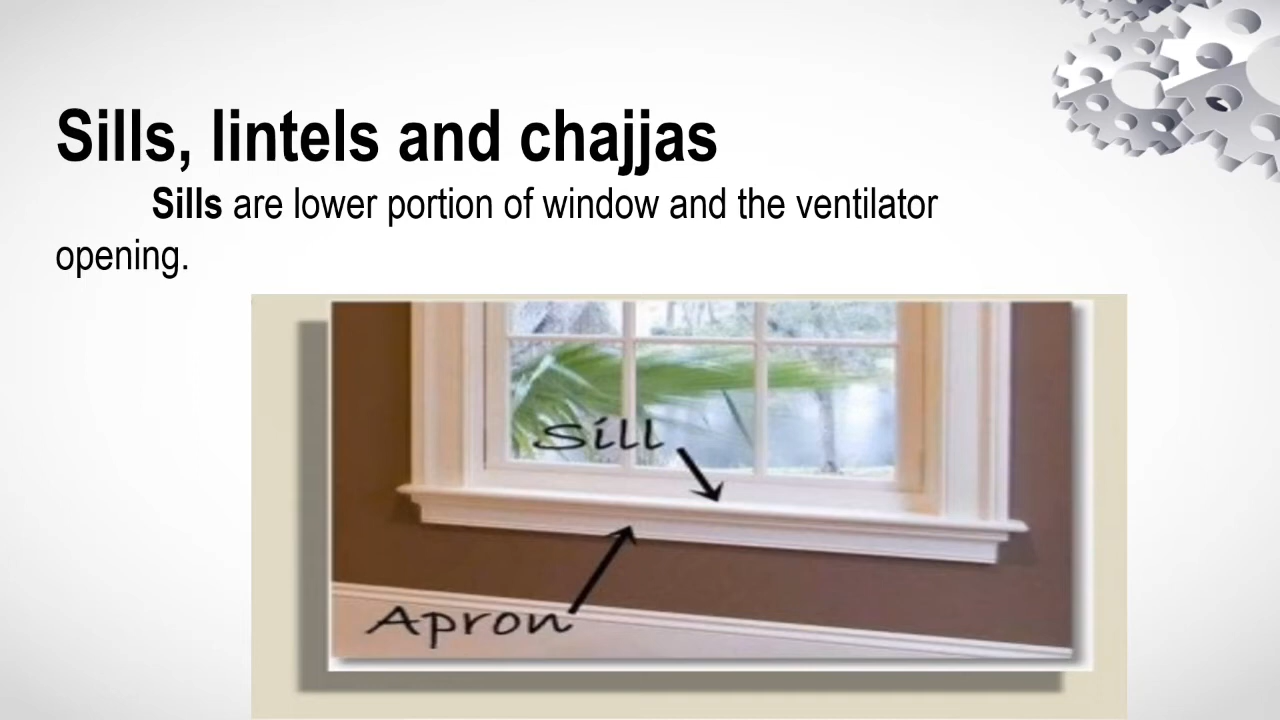 Sills, lintels and chajjas
Sills are lower portion of window and the ventilator
opening.
Sill
Apron